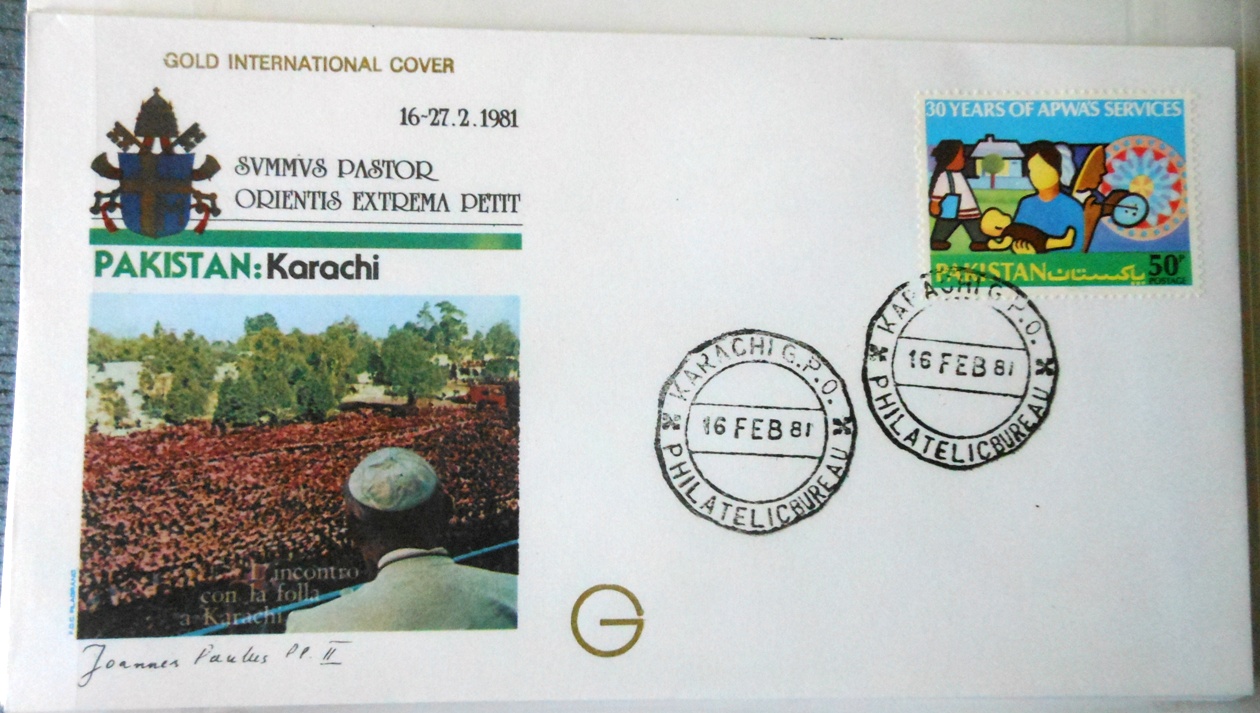 GOLD INTERNATIONAL COVER
16-27.2.1981
SVMMVS PASTOR
ORIENTIS EXTREMA PETIT
PAKISTAN: Karachi
L'incontro
con la folla
a Karachi
Joannes Paulus PP. II
G
30 YEARS OF APWA'S SERVICES
PAKISTAN پاکستان 50P
POSTAGE
KARACHI G.P.O.
16 FEB 81
PHILATELIC BUREAU
KARACHI G.P.O.
16 FEB 81
PHILATELIC BUREAU